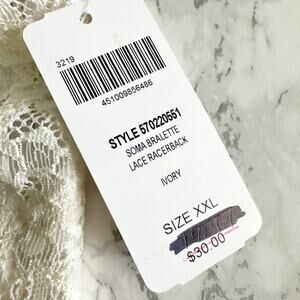 3219
451009856486
STYLE 570220551
SOMA BRALETTE
LACE RACERBACK
IVORY
SIZE XXL
$30.00